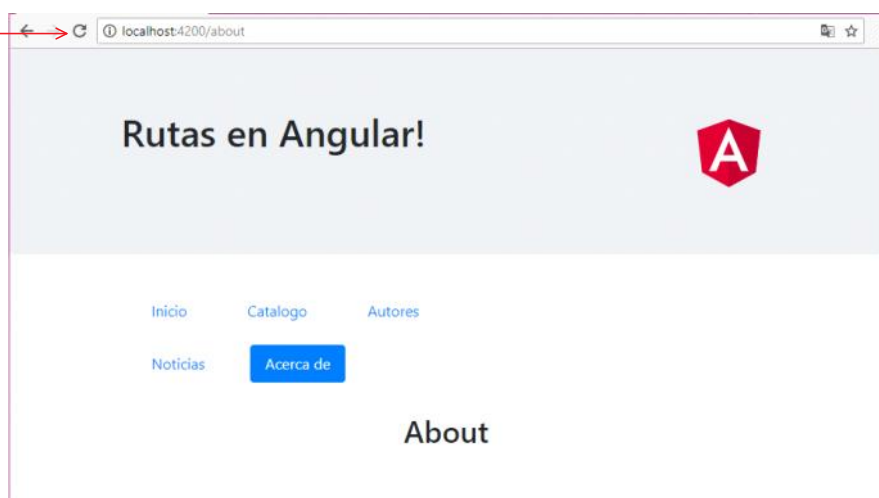 localhost:4200/about
Rutas en Angular!
A
Inicio Catalogo Autores
Noticias Acerca de
About